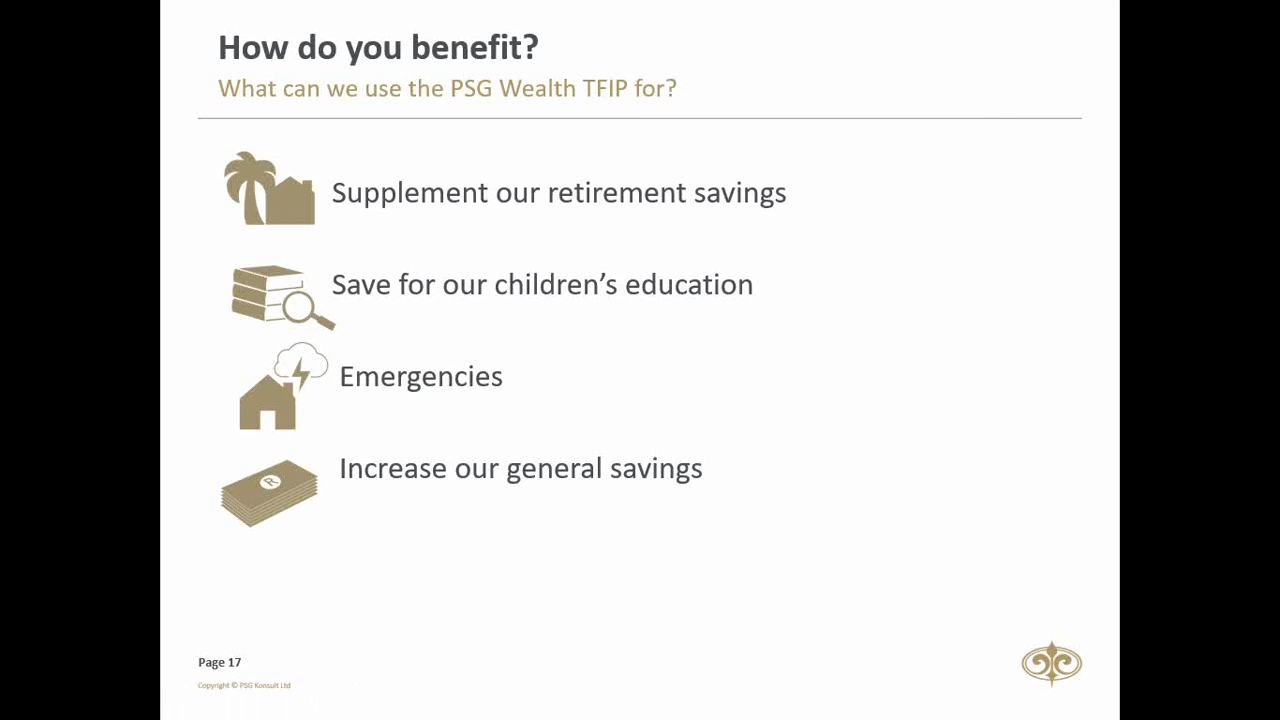 How do you benefit?
What can we use the PSG Wealth TFIP for?
Supplement our retirement savings
Save for our children’s education
Emergencies
Increase our general savings
R
Page 17
Copyright © PSG Konsult Ltd